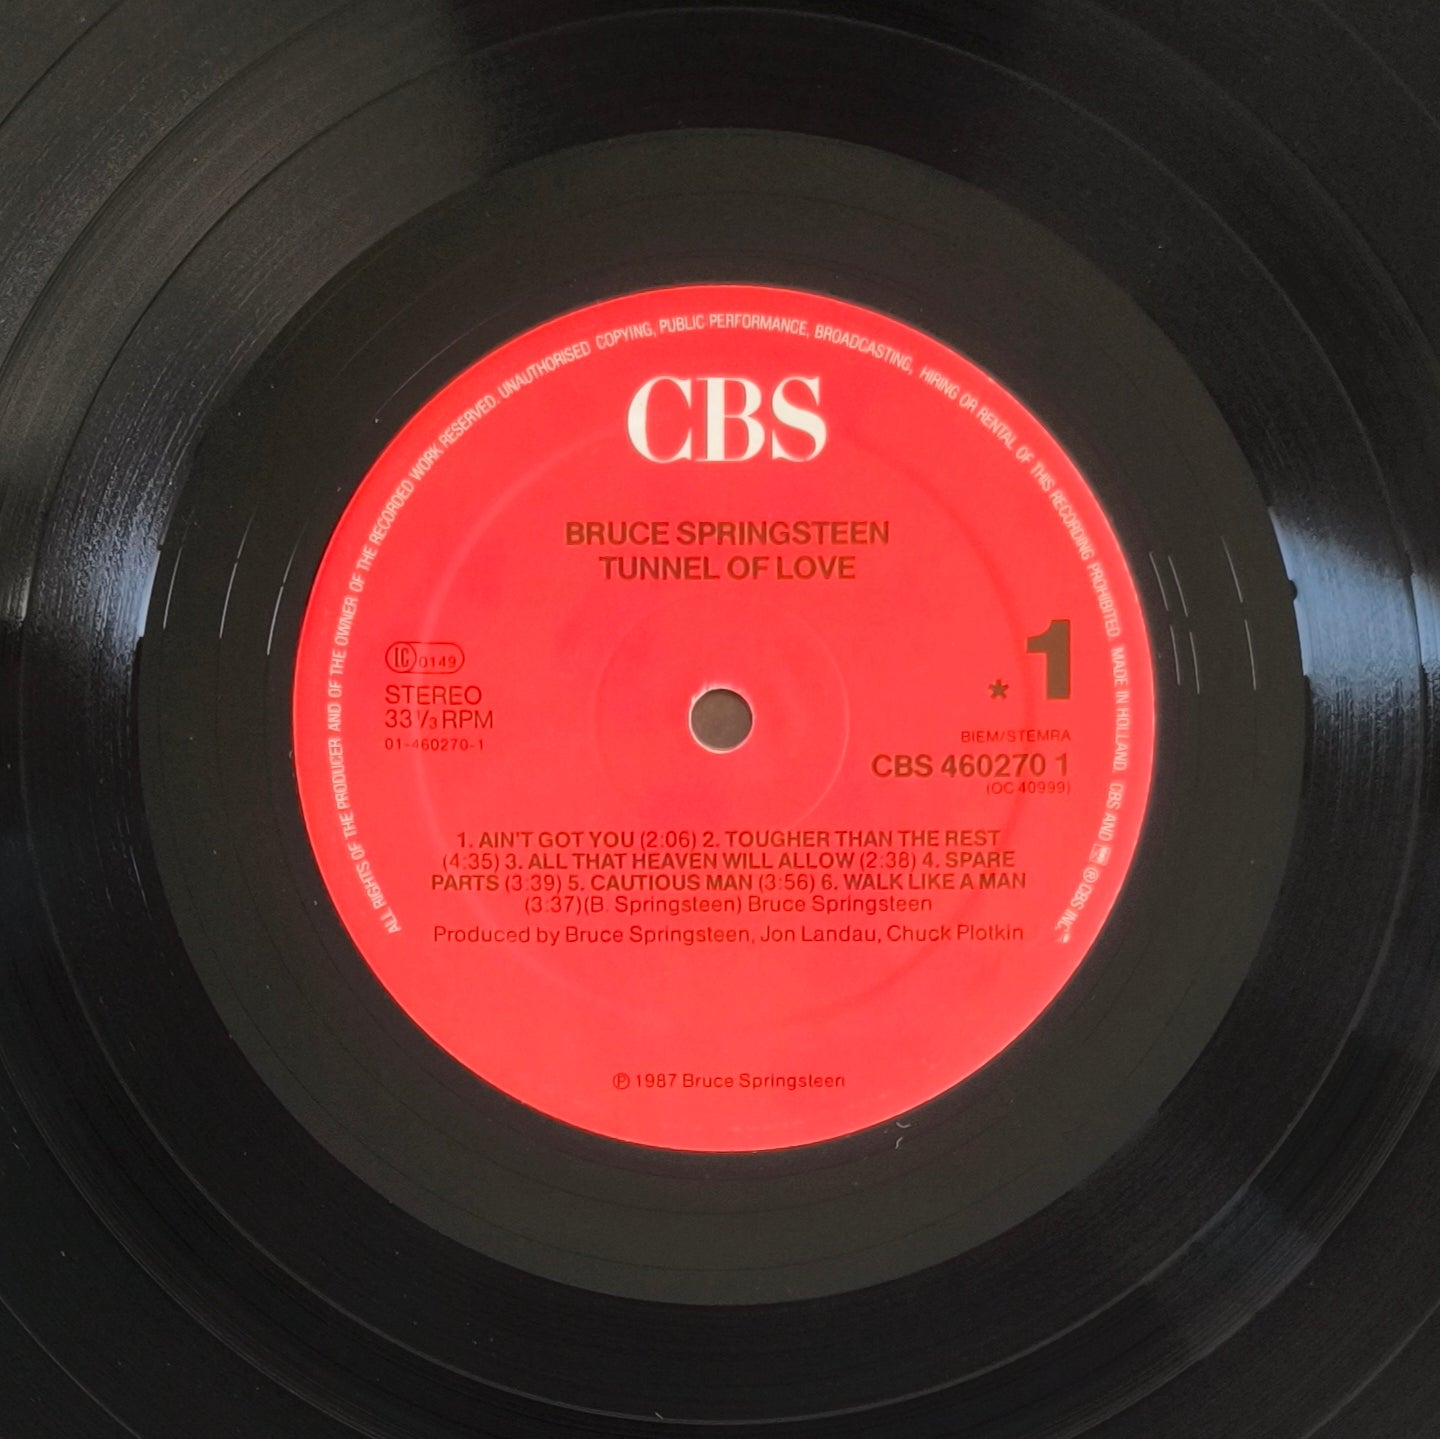 ALL RIGHTS OF THE PRODUCER AND OF THE OWNER OF THE RECORDED WORK RESERVED. UNAUTHORISED COPYING, PUBLIC PERFORMANCE, BROADCASTING, HIRING OR RENTAL OF THIS RECORDING PROHIBITED. MADE IN HOLLAND. CBS AND ℗ CBS INC.
CBS
BRUCE SPRINGSTEEN
TUNNEL OF LOVE
LC 0149
STEREO
33 1/3 RPM
01-460270-1
* 1
BIEM/STEMRA
CBS 460270 1
(OC 40999)
1. AIN'T GOT YOU (2:06) 2. TOUGHER THAN THE REST
(4:35) 3. ALL THAT HEAVEN WILL ALLOW (2:38) 4. SPARE
PARTS (3:39) 5. CAUTIOUS MAN (3:56) 6. WALK LIKE A MAN
(3:37)(B. Springsteen) Bruce Springsteen
Produced by Bruce Springsteen, Jon Landau, Chuck Plotkin
℗ 1987 Bruce Springsteen